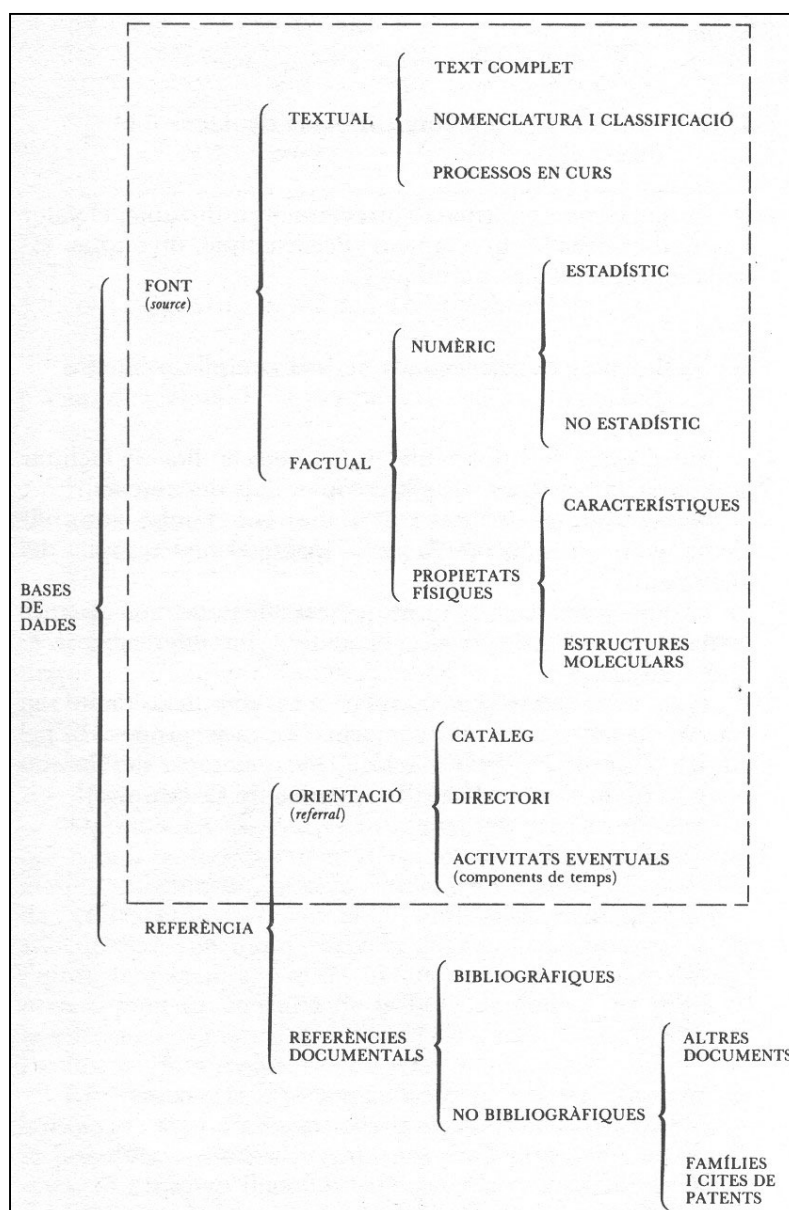 TEXT COMPLET
TEXTUAL
NOMENCLATURA I CLASSIFICACIÓ
PROCESSOS EN CURS
ESTADÍSTIC
FONT
(source)
NUMÈRIC
NO ESTADÍSTIC
FACTUAL
CARACTERÍSTIQUES
PROPIETATS
FÍSIQUES
BASES
DE
DADES
ESTRUCTURES
MOLECULARS
CATÀLEG
ORIENTACIÓ
(referral)
DIRECTORI
ACTIVITATS EVENTUALS
(components de temps)
REFERÈNCIA
BIBLIOGRÀFIQUES
REFERÈNCIES
DOCUMENTALS
ALTRES
DOCUMENTS
NO BIBLIOGRÀFIQUES
FAMÍLIES
I CITES DE
PATENTS